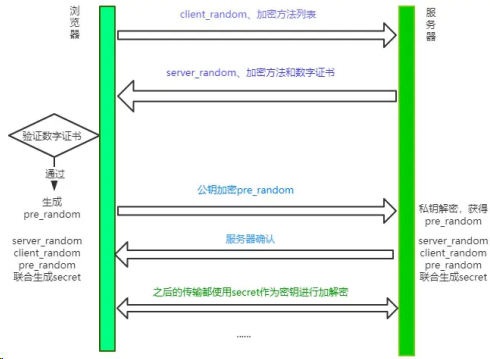 浏览器
服务器
client_random、加密方法列表
server_random、加密方法和数字证书
验证数字证书
通过
生成
pre_random
公钥加密pre_random
私钥解密，获得
pre_random
服务器确认
server_random
client_random
pre_random
联合生成secret
server_random
client_random
pre_random
联合生成secret
之后的传输都使用secret作为密钥进行加解密
......